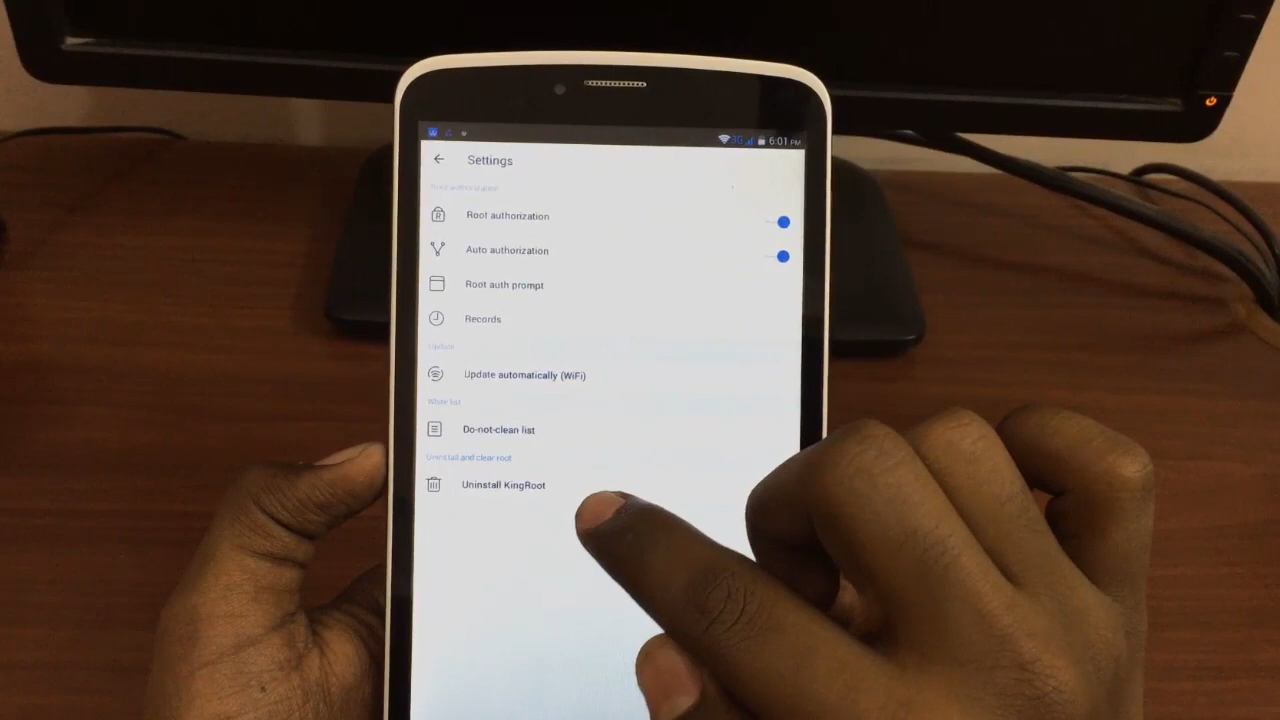 3G 6:01 PM
Settings
Root authorization
Root authorization
Auto authorization
Root auth prompt
Records
Update
Update automatically (WiFi)
White list
Do-not-clean list
Uninstall and clear root
Uninstall KingRoot